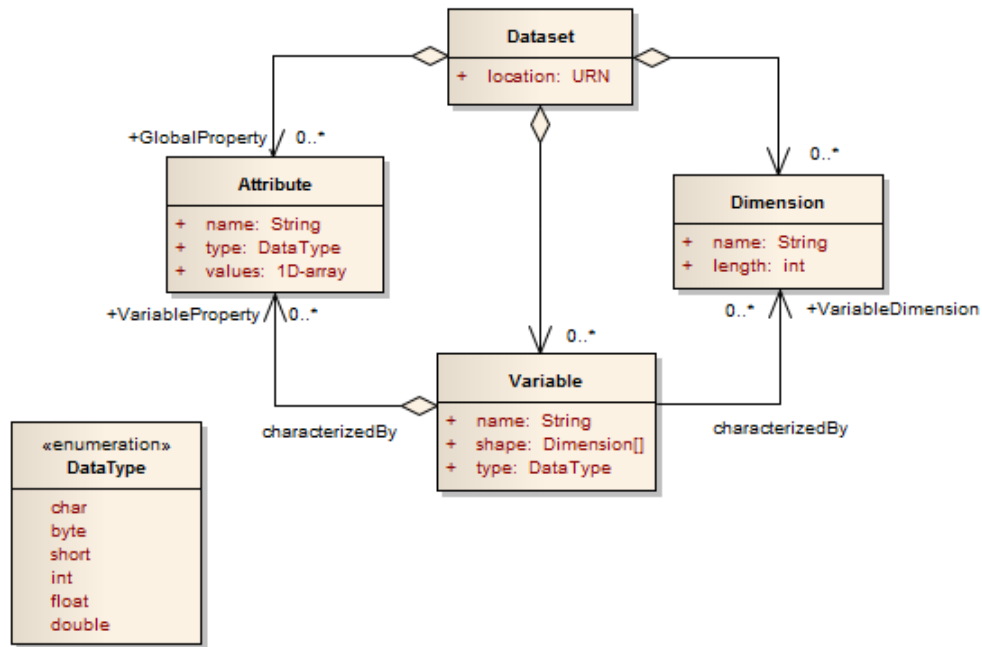 Dataset
+ location: URN
+GlobalProperty 0..*
0..*
Attribute
+ name: String
+ type: DataType
+ values: 1D-array
Dimension
+ name: String
+ length: int
+VariableProperty 0..*
0..* +VariableDimension
0..*
Variable
+ name: String
+ shape: Dimension[]
+ type: DataType
characterizedBy
characterizedBy
«enumeration»
DataType
char
byte
short
int
float
double